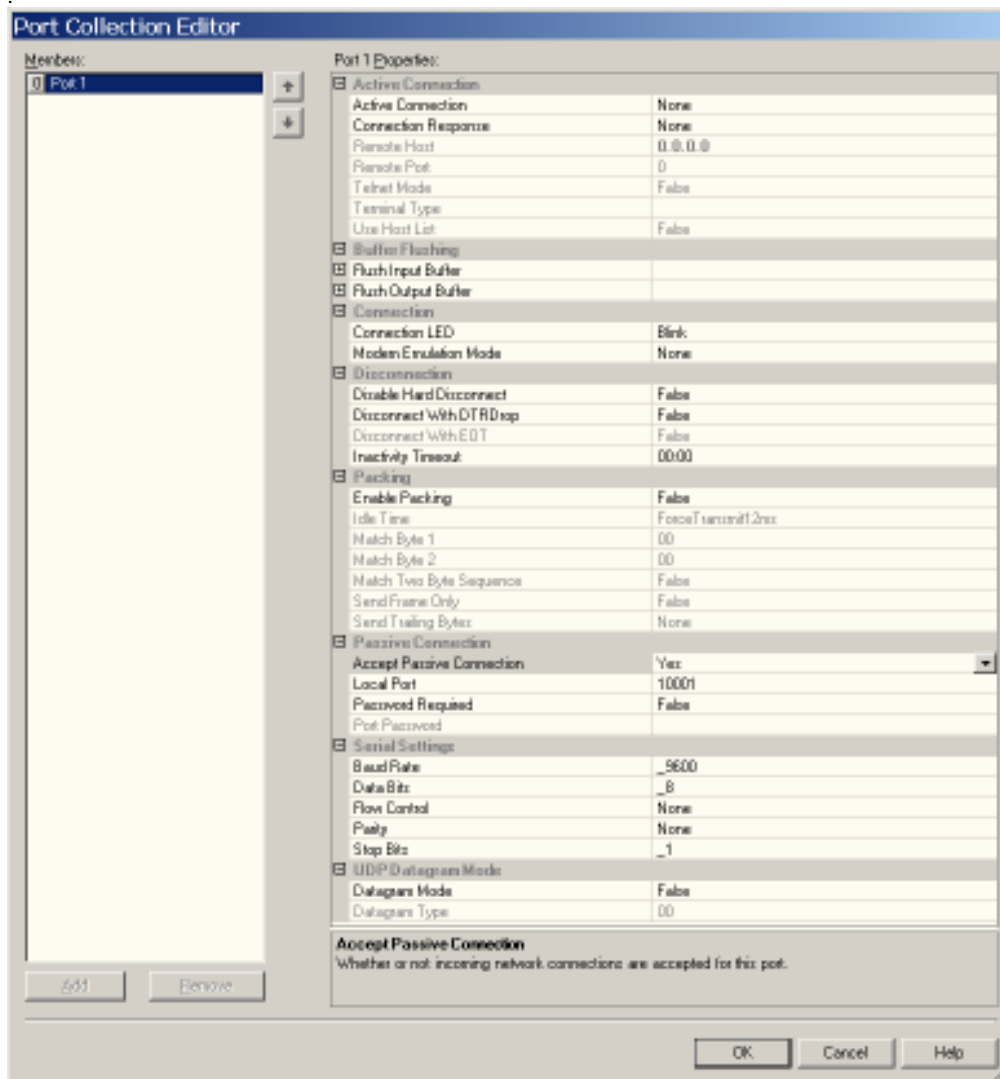 Port Collection Editor
Members:
Port 1 Properties:
0 Port 1
Active Connection
Active Connection None
Connection Response None
Remote Host 0.0.0.0
Remote Port 0
Telnet Mode False
Terminal Type
Use Host List False
Buffer Flushing
Flush Input Buffer
Flush Output Buffer
Connection
Connection LED Blink
Modem Emulation Mode None
Disconnection
Disable Hard Disconnect False
Disconnect With DTRDrop False
Disconnect With EOT False
Inactivity Timeout 00:00
Packing
Enable Packing False
Idle Time ForceTransmit12ms
Match Byte 1 00
Match Byte 2 00
Match Two Byte Sequence False
Send Frame Only False
Send Trailing Bytes None
Passive Connection
Accept Passive Connection Yes
Local Port 10001
Password Required False
Port Password
Serial Settings
Baud Rate _9600
Data Bits _8
Flow Control None
Parity None
Stop Bits _1
UDP Datagram Mode
Datagram Mode False
Datagram Type 00
Accept Passive Connection
Whether or not incoming network connections are accepted for this port.
Add Remove
OK Cancel Help